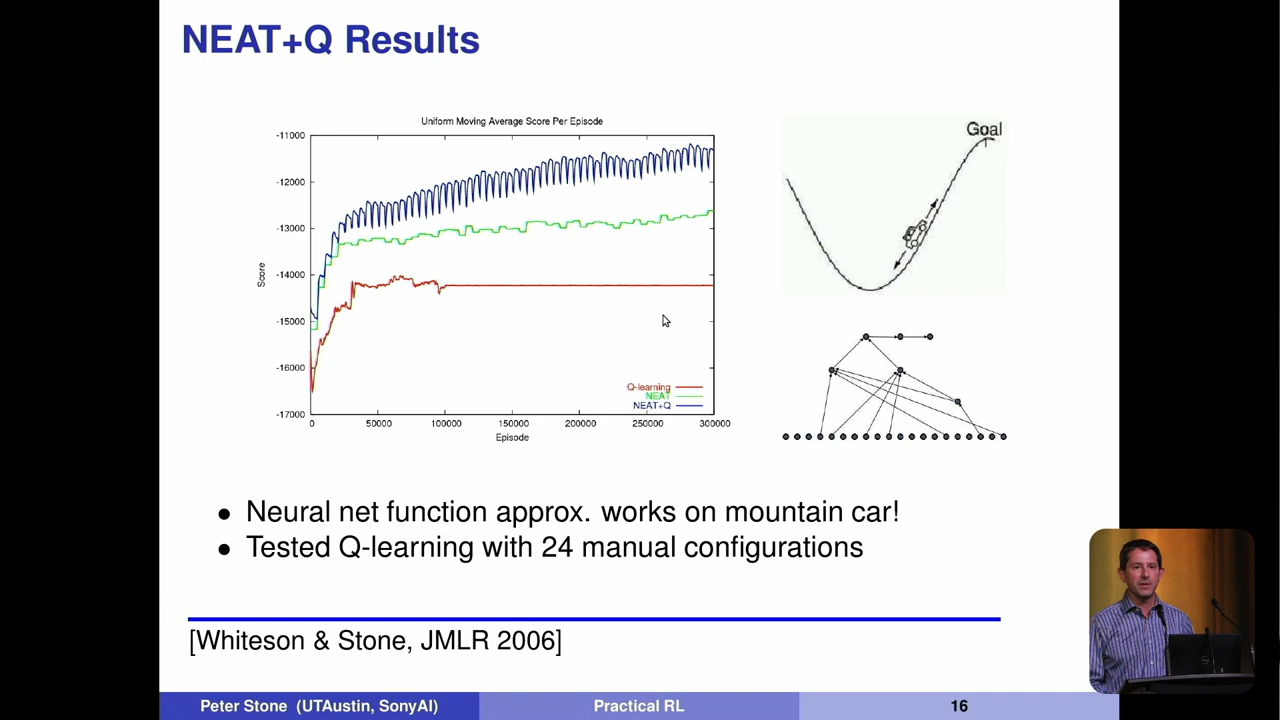 NEAT+Q Results
Uniform Moving Average Score Per Episode
-11000
-12000
-13000
-14000
-15000
-16000
-17000
Score
0 50000 100000 150000 200000 250000 300000
Episode
Q-learning
NEAT
NEAT+Q
Goal
• Neural net function approx. works on mountain car!
• Tested Q-learning with 24 manual configurations
[Whiteson & Stone, JMLR 2006]
Peter Stone (UTAustin, SonyAI) Practical RL 16